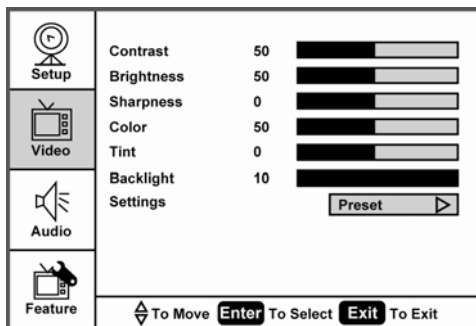 Setup
Video
Audio
Feature
Contrast 50
Brightness 50
Sharpness 0
Color 50
Tint 0
Backlight 10
Settings Preset
To Move Enter To Select Exit To Exit